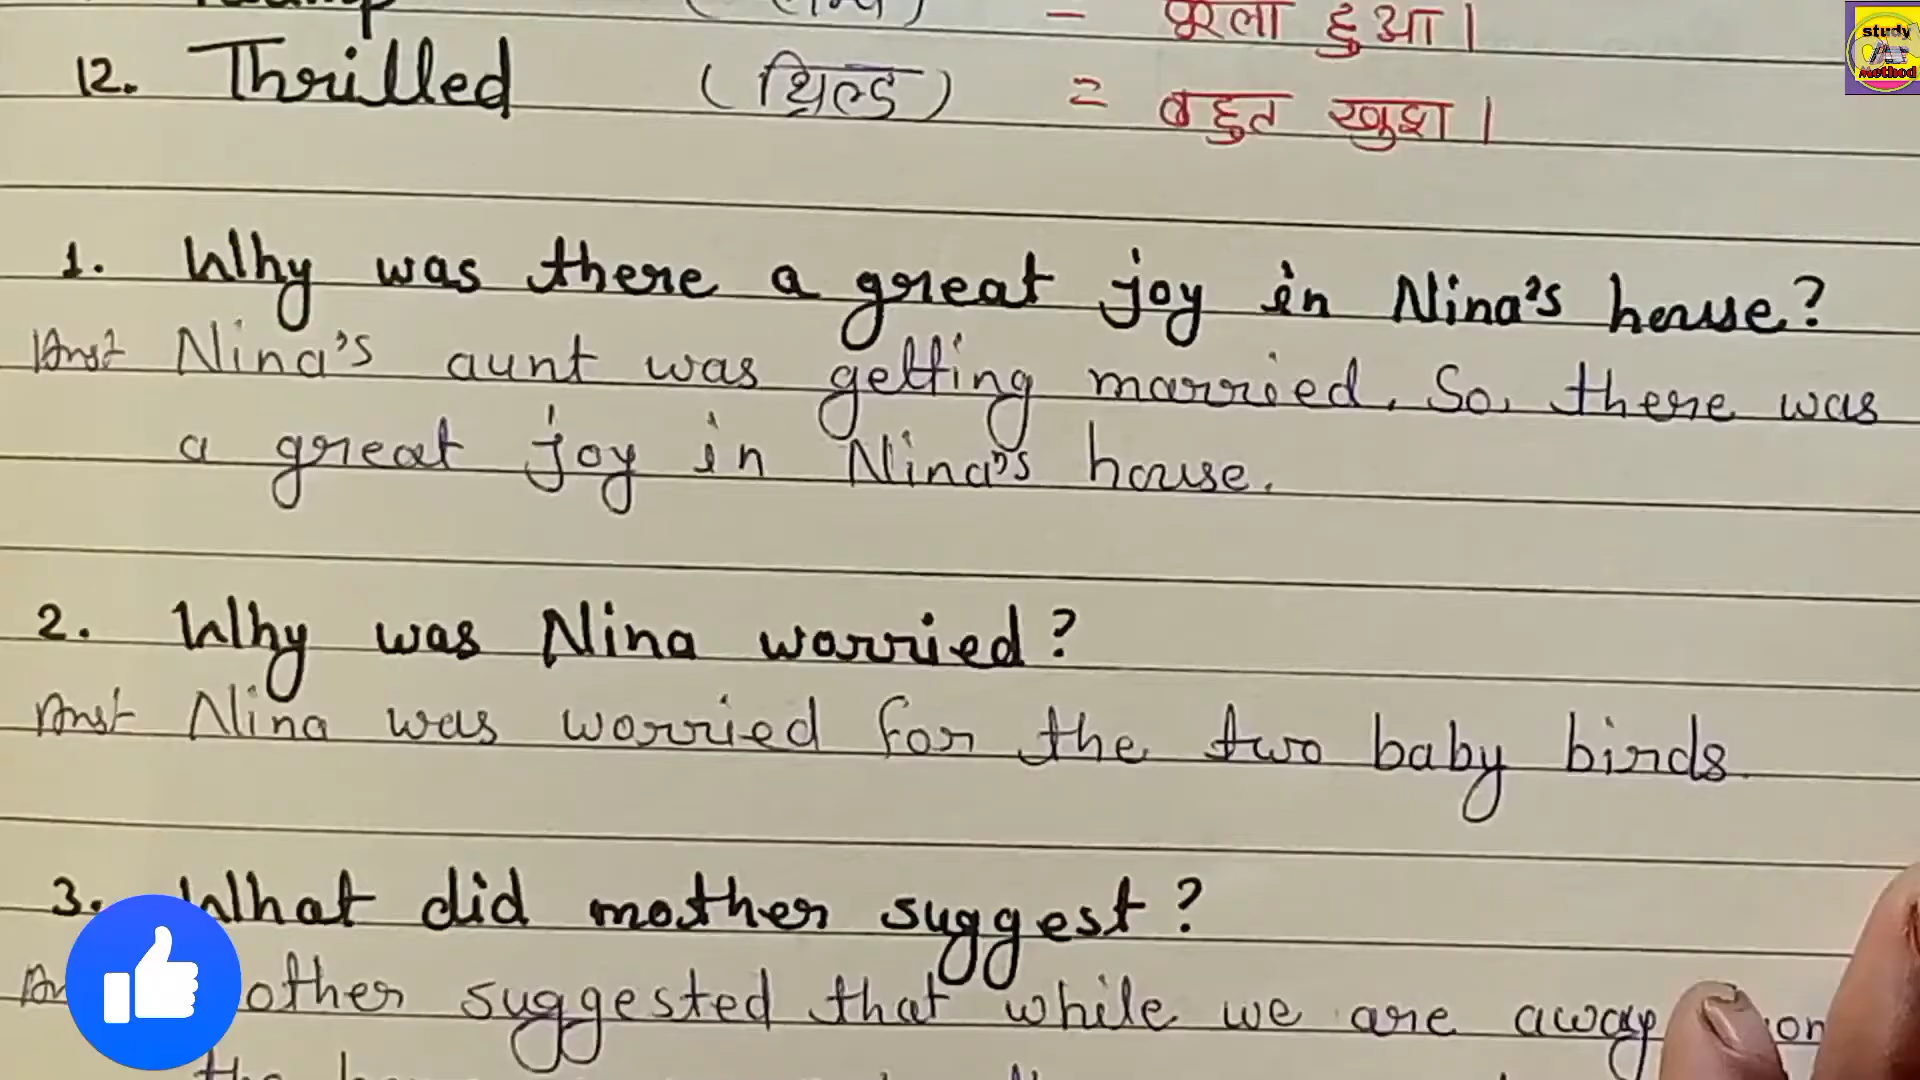 12. Thrilled (थ्रिल्ड) = बहुत खुश।
1. Why was there a great joy in Nina's house?
Ans: Nina's aunt was getting married. So, there was
a great joy in Nina's house.
2. Why was Nina worried?
Ans: Nina was worried for the two baby birds.
3. What did mother suggest?
other suggested that while we are away
study
Method